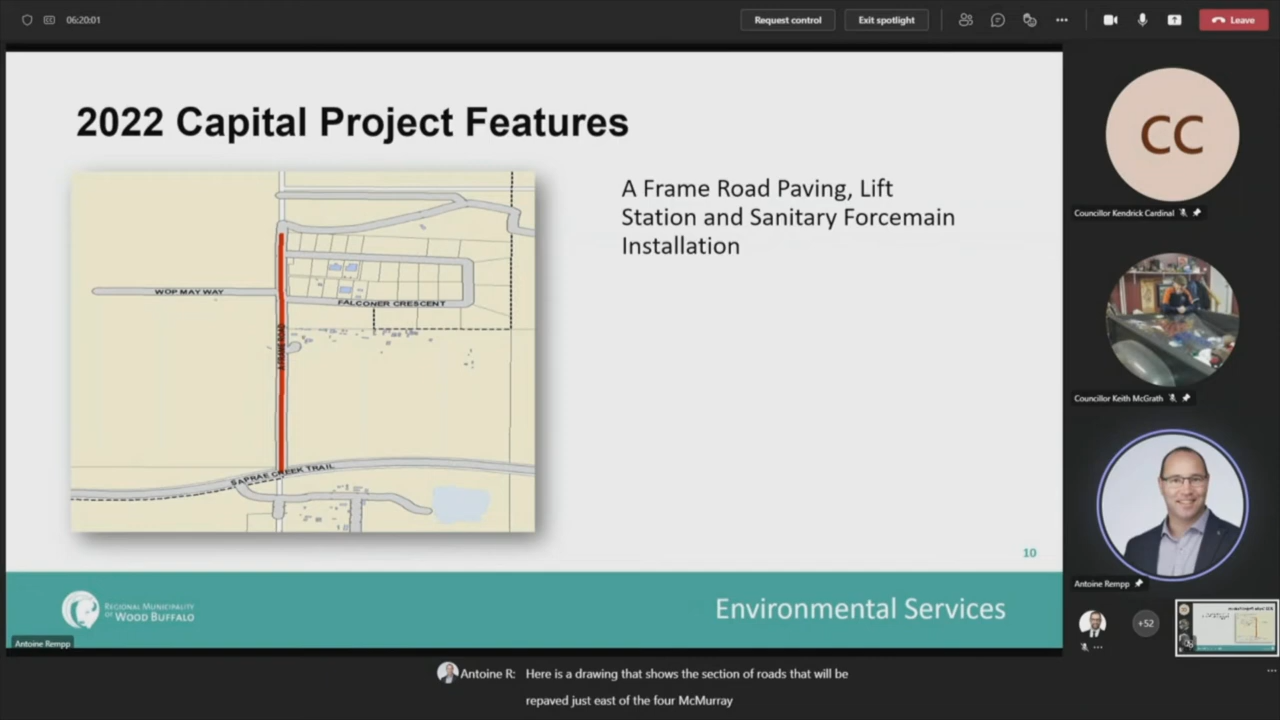 06:20:01
Request control
Exit spotlight
Leave
2022 Capital Project Features
A Frame Road Paving, Lift
Station and Sanitary Forcemain
Installation
WOP MAY WAY
FALCONER CRESCENT
SAPRAE CREEK TRAIL
10
REGIONAL MUNICIPALITY
OF WOOD BUFFALO
Environmental Services
Antoine Rempp
CC
Councillor Kendrick Cardinal
Councillor Keith McGrath
Antoine Rempp
+52
Antoine R: Here is a drawing that shows the section of roads that will be
repaved just east of the four McMurray